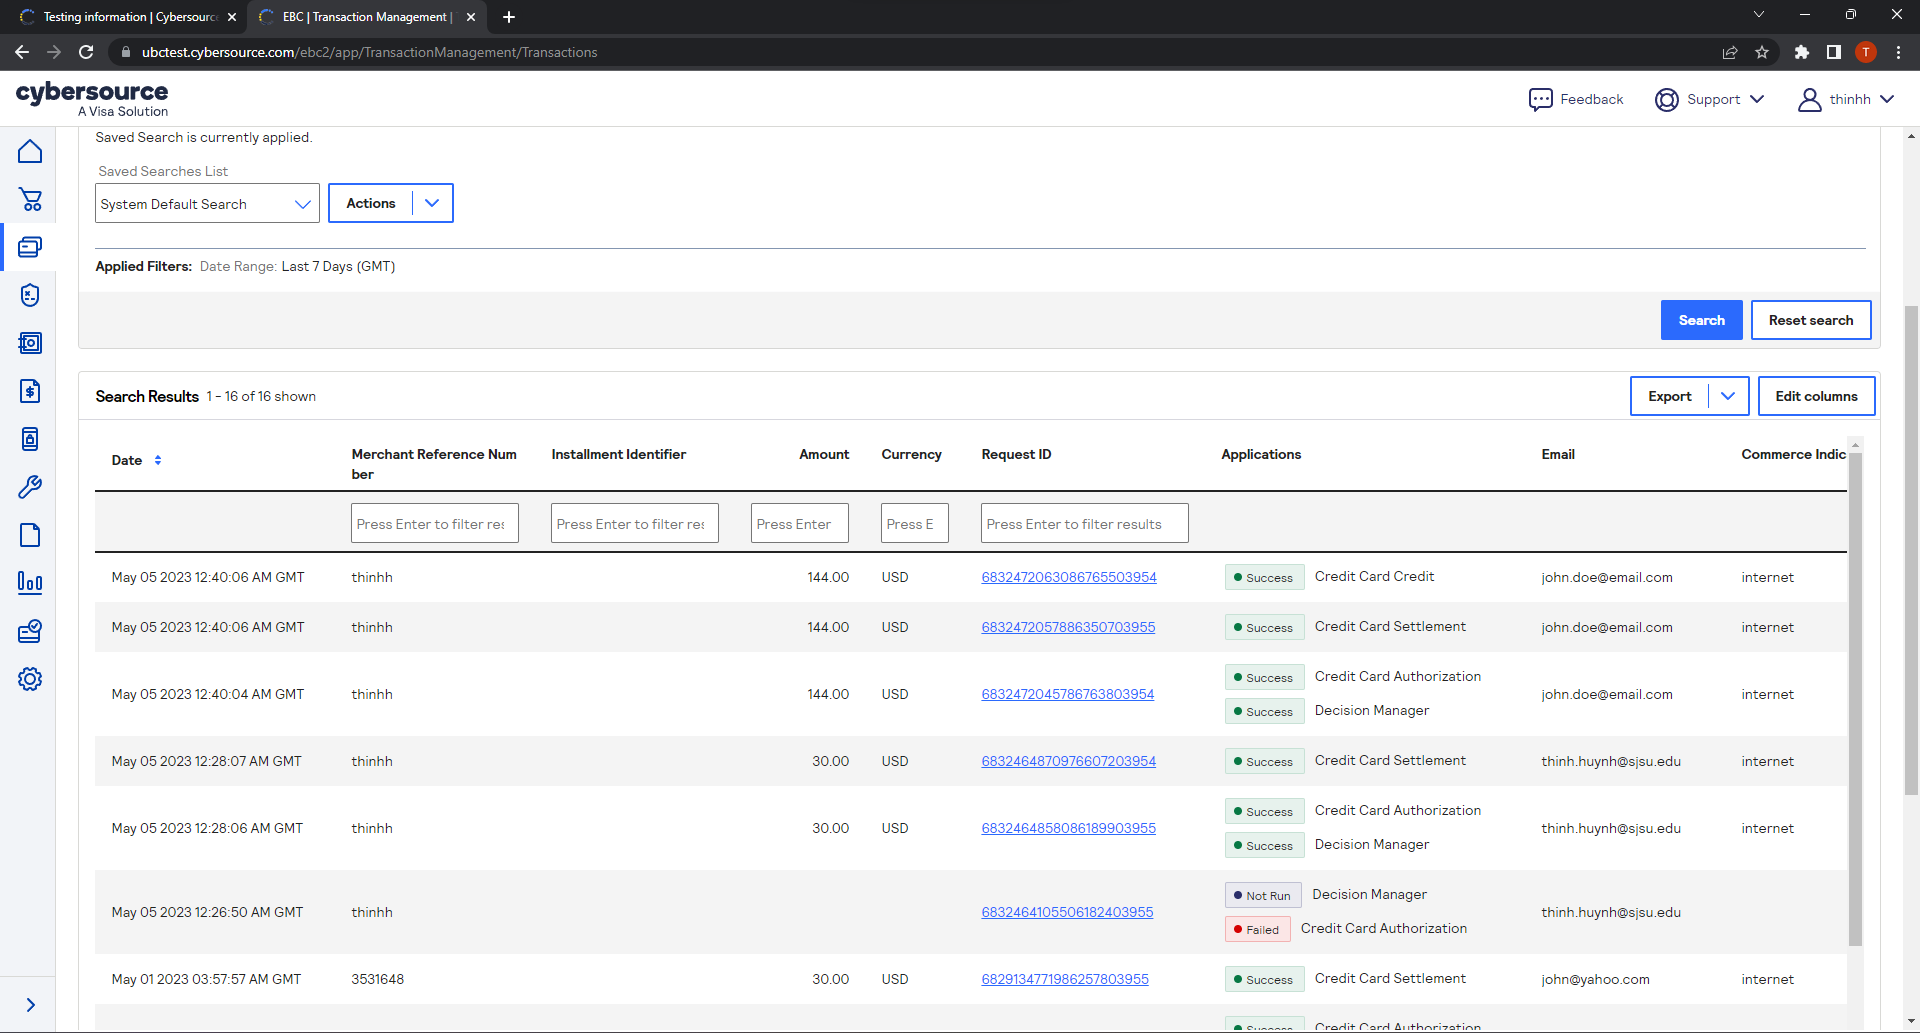 Testing information | Cybersource
EBC | Transaction Management |
ubctest.cybersource.com/ebc2/app/TransactionManagement/Transactions
T
cybersource
A Visa Solution
Feedback
Support
thinhh
Saved Search is currently applied.
Saved Searches List
System Default Search
Actions
Applied Filters: Date Range: Last 7 Days (GMT)
Search
Reset search
Search Results 1 - 16 of 16 shown
Export
Edit columns
Date Merchant Reference Num Installment Identifier Amount Currency Request ID Applications Email Commerce Indic
ber
Press Enter to filter res Press Enter to filter res Press Enter Press E Press Enter to filter results
May 05 2023 12:40:06 AM GMT thinhh 144.00 USD 6832472063086765503954 Success Credit Card Credit john.doe@email.com internet
May 05 2023 12:40:06 AM GMT thinhh 144.00 USD 6832472057886350703955 Success Credit Card Settlement john.doe@email.com internet
Success Credit Card Authorization
May 05 2023 12:40:04 AM GMT thinhh 144.00 USD 6832472045786763803954 john.doe@email.com internet
Success Decision Manager
May 05 2023 12:28:07 AM GMT thinhh 30.00 USD 6832464870976607203954 Success Credit Card Settlement thinh.huynh@sjsu.edu internet
Success Credit Card Authorization
May 05 2023 12:28:06 AM GMT thinhh 30.00 USD 6832464858086189903955 thinh.huynh@sjsu.edu internet
Success Decision Manager
Not Run Decision Manager
May 05 2023 12:26:50 AM GMT thinhh 6832464105506182403955 thinh.huynh@sjsu.edu
Failed Credit Card Authorization
May 01 2023 03:57:57 AM GMT 3531648 30.00 USD 6829134771986257803955 Success Credit Card Settlement john@yahoo.com internet
Success Credit Card Authorization